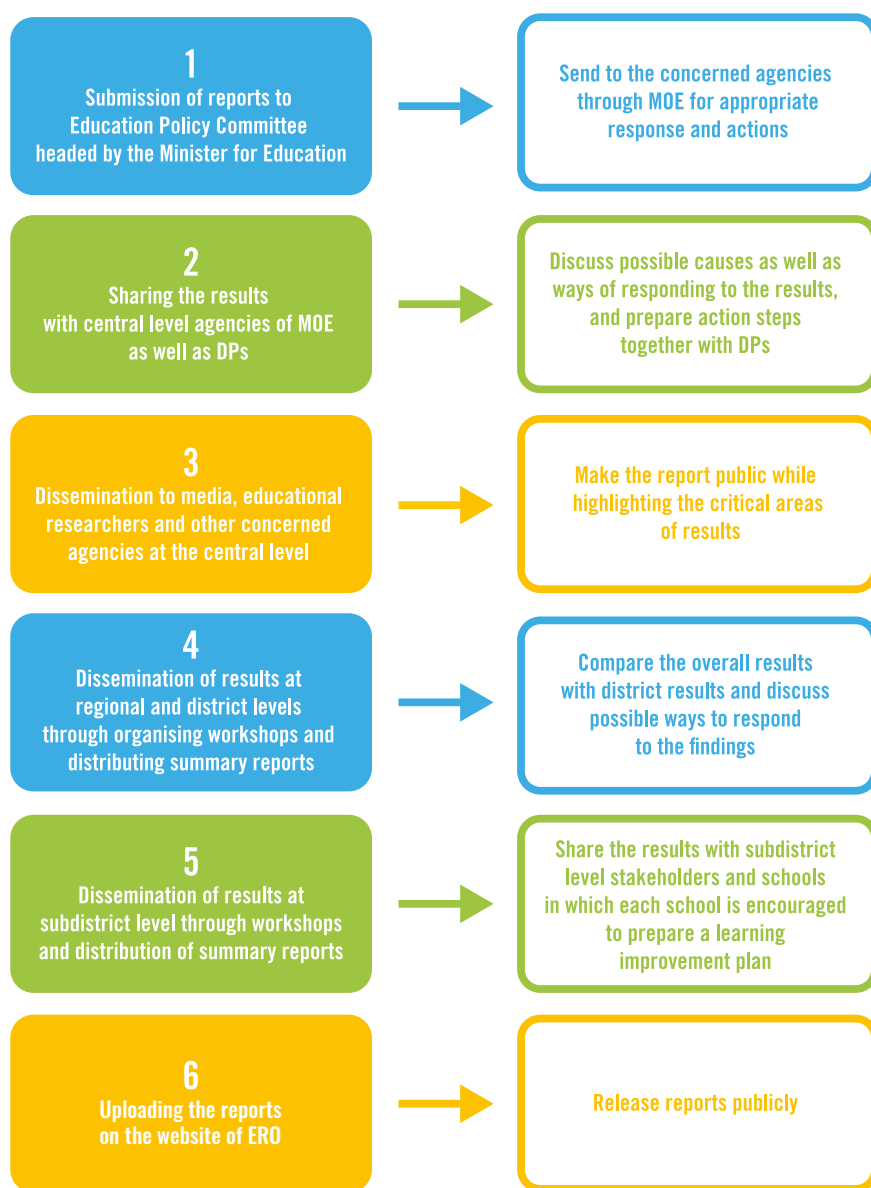 1
Submission of reports to
Education Policy Committee
headed by the Minister for Education
Send to the concerned agencies
through MOE for appropriate
response and actions
2
Sharing the results
with central level agencies of MOE
as well as DPs
Discuss possible causes as well as
ways of responding to the results,
and prepare action steps
together with DPs
3
Dissemination to media, educational
researchers and other concerned
agencies at the central level
Make the report public while
highlighting the critical areas
of results
4
Dissemination of results at
regional and district levels
through organising workshops and
distributing summary reports
Compare the overall results
with district results and discuss
possible ways to respond
to the findings
5
Dissemination of results at
subdistrict level through workshops
and distribution of summary reports
Share the results with subdistrict
level stakeholders and schools
in which each school is encouraged
to prepare a learning
improvement plan
6
Uploading the reports
on the website of ERO
Release reports publicly